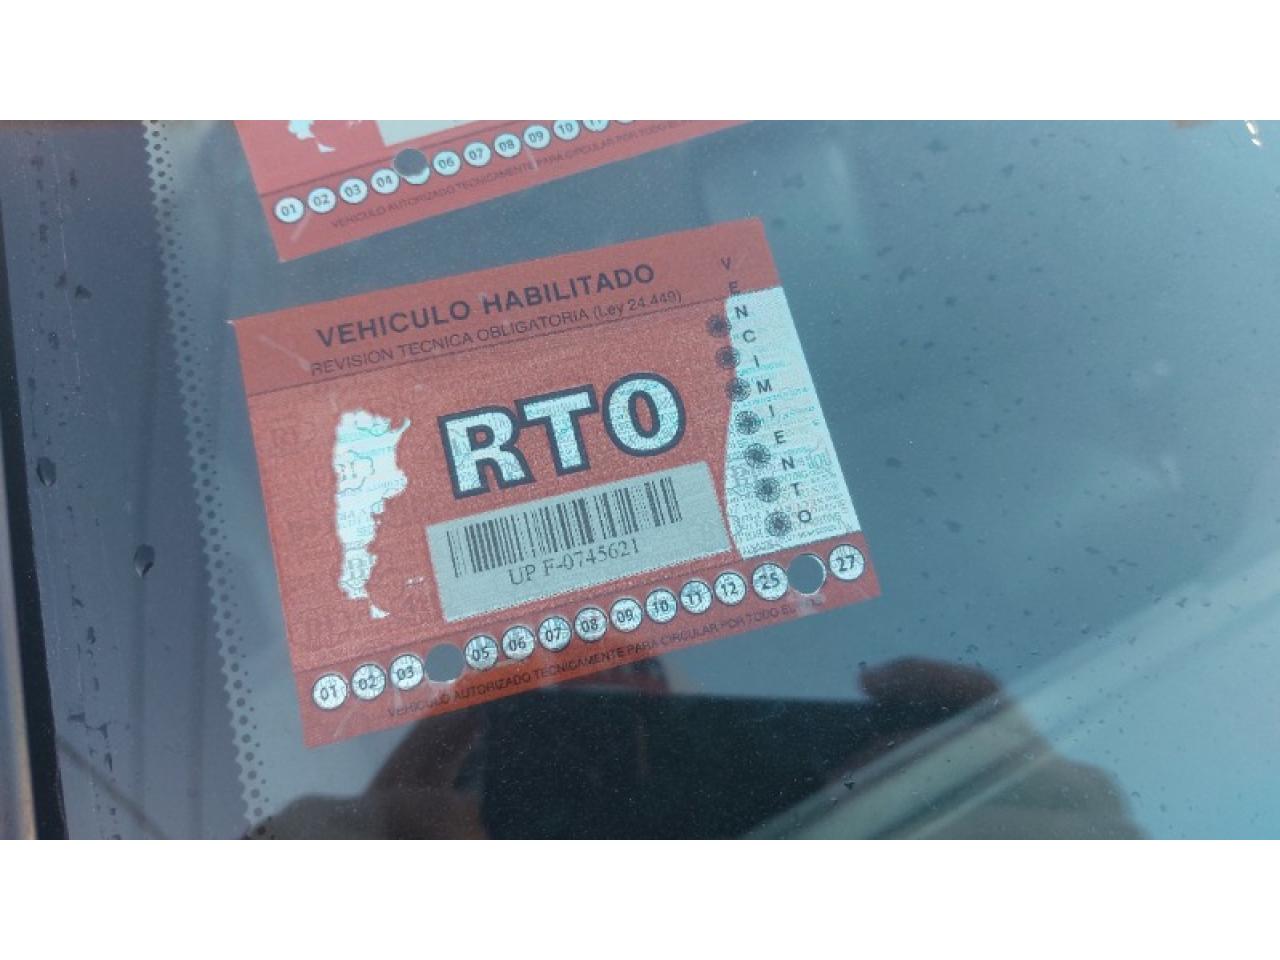 01 02 03 04 06 07 08 09 10 11
VEHICULO AUTORIZADO TECNICAMENTE PARA CIRCULAR POR TODO EL
VEHICULO HABILITADO
REVISION TECNICA OBLIGATORIA (Ley 24.449)
VENCIMIENTO
RTO
UP F-0745621
01 02 03 05 06 07 08 09 10 11 12 25 27
VEHICULO AUTORIZADO TECNICAMENTE PARA CIRCULAR POR TODO EL